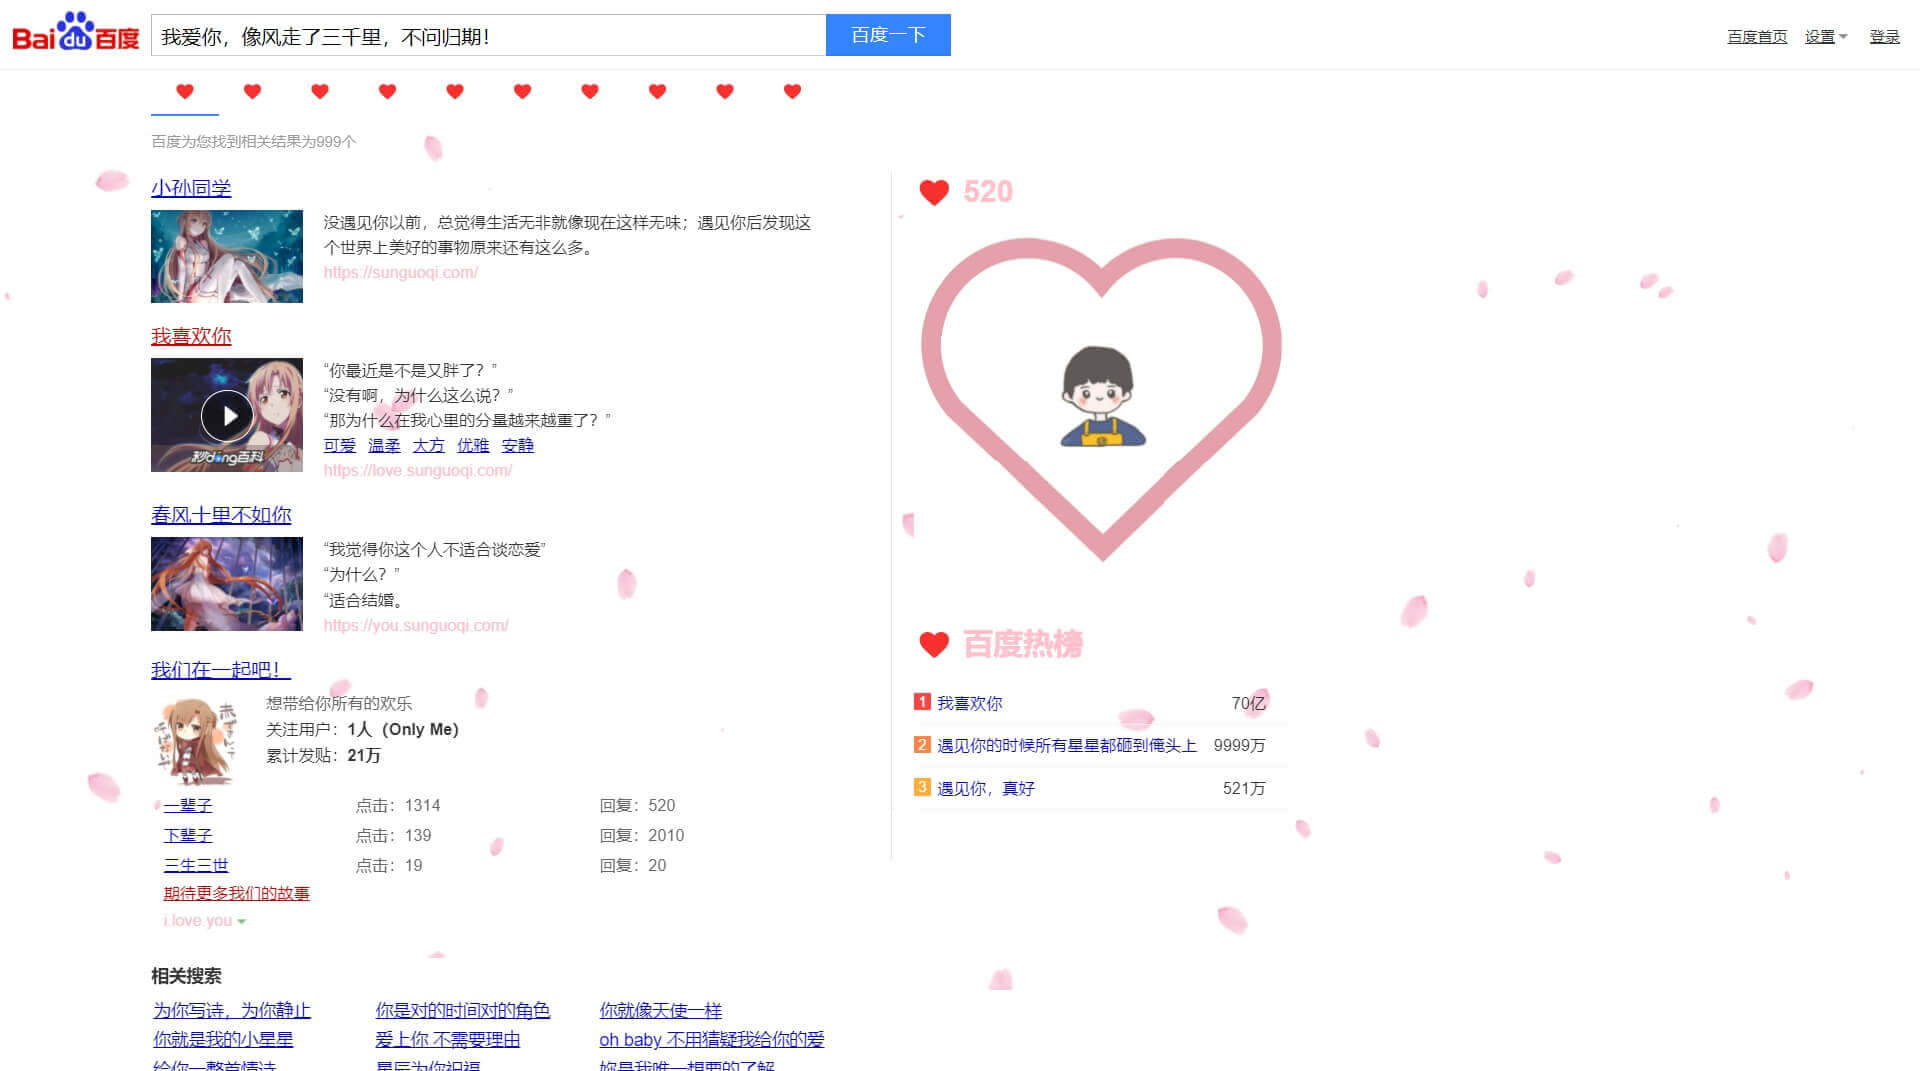 Bai du 百度
我爱你，像风走了三千里，不问归期！
百度一下
百度首页 设置 登录
百度为您找到相关结果为999个
小孙同学
没遇见你以前，总觉得生活无非就像现在这样无味；遇见你后发现这
个世界上美好的事物原来还有这么多。
https://sunguoqi.com/
我喜欢你
“你最近是不是又胖了？”
“没有啊，为什么这么说？”
“那为什么在我心里的分量越来越重了？”
可爱 温柔 大方 优雅 安静
https://love.sunguoqi.com/
秒dǒng百科
春风十里不如你
“我觉得你这个人不适合谈恋爱”
“为什么？”
“适合结婚。
https://you.sunguoqi.com/
我们在一起吧！
想带给你所有的欢乐
关注用户：1人（Only Me）
累计发贴：21万
一辈子 点击：1314 回复：520
下辈子 点击：139 回复：2010
三生三世 点击：19 回复：20
期待更多我们的故事
i.love.you
相关搜索
为你写诗，为你静止 你是对的时间对的角色 你就像天使一样
你就是我的小星星 爱上你 不需要理由 oh baby 不用猜疑我给你的爱
给你一整首情诗 星辰为你祝福 妳是我唯一想要的了解
520
百度热榜
1 我喜欢你 70亿
2 遇见你的时候所有星星都砸到俺头上 9999万
3 遇见你，真好 521万